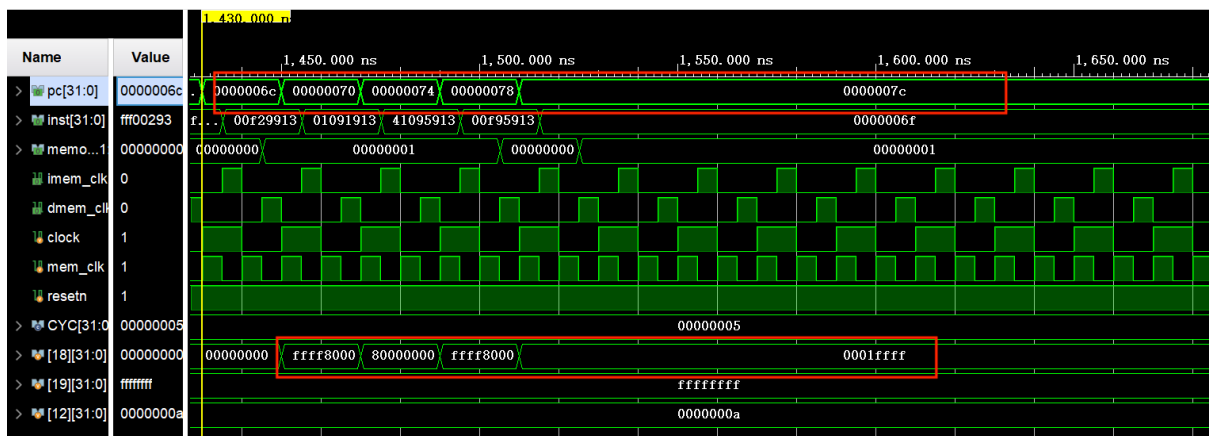 1,430.000 n
Name Value
1,450.000 ns 1,500.000 ns 1,550.000 ns 1,600.000 ns 1,650.000 ns
pc[31:0] 0000006c 0000006c 00000070 00000074 00000078 0000007c
inst[31:0] fff00293 f... 00f29913 01091913 41095913 00f95913 0000006f
memo...1: 00000000 00000000 00000001 00000000 00000001
imem_clk 0
dmem_clk 0
clock 1
mem_clk 1
resetn 1
CYC[31:0 00000005 00000005
[18][31:0] 00000000 00000000 ffff8000 80000000 ffff8000 0001ffff
[19][31:0] ffffffff ffffffff
[12][31:0] 0000000a 0000000a